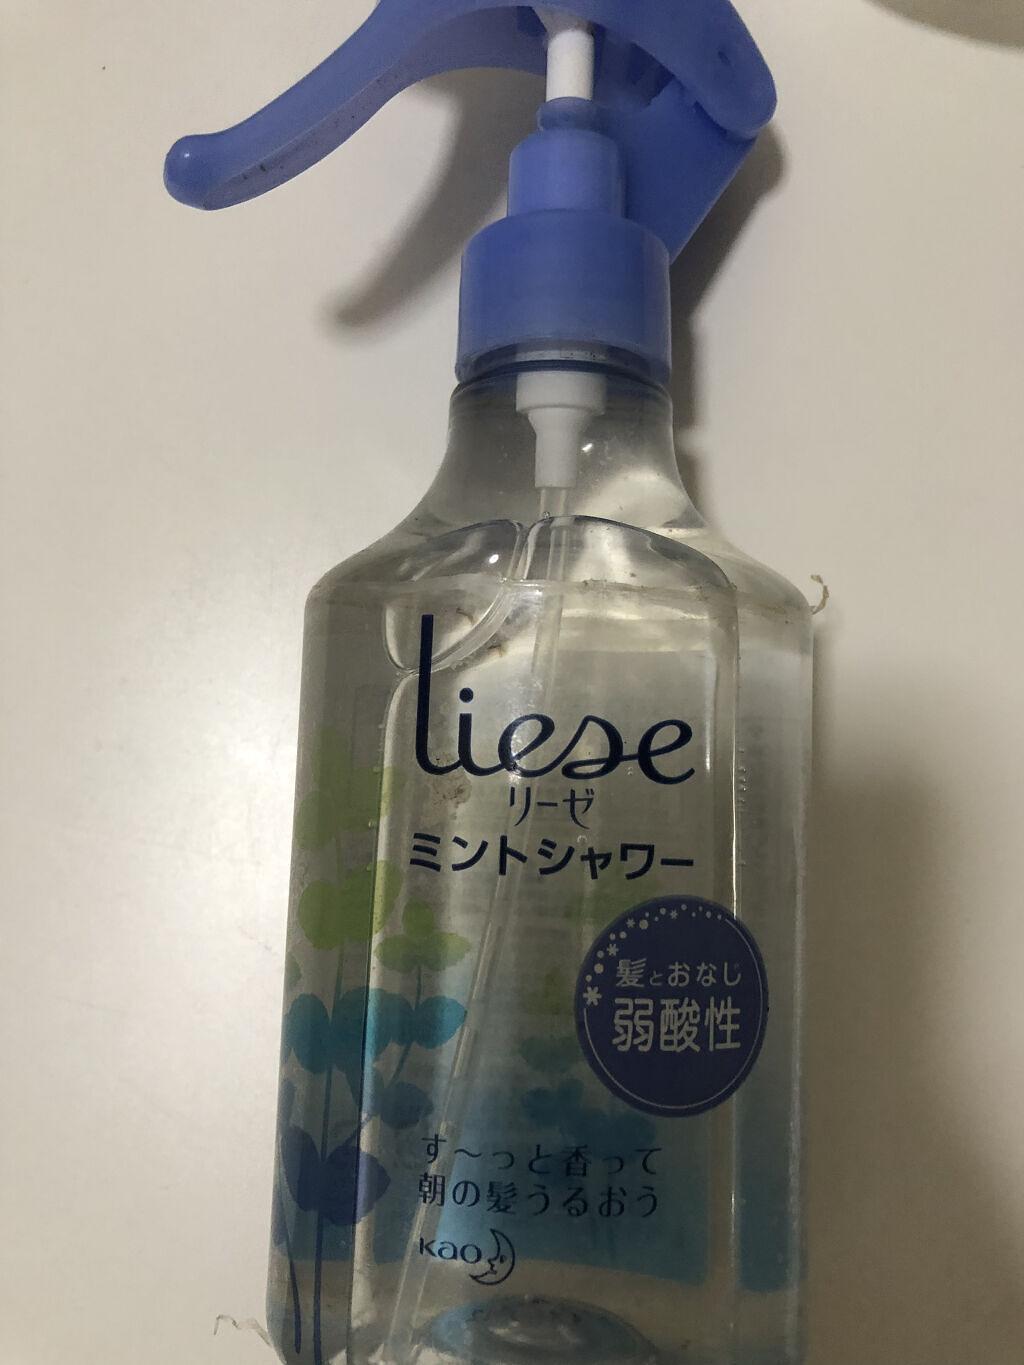 liese
リーゼ
ミントシャワー
髪とおなじ
弱酸性
す〜っと香って
朝の髪うるおう
Kao